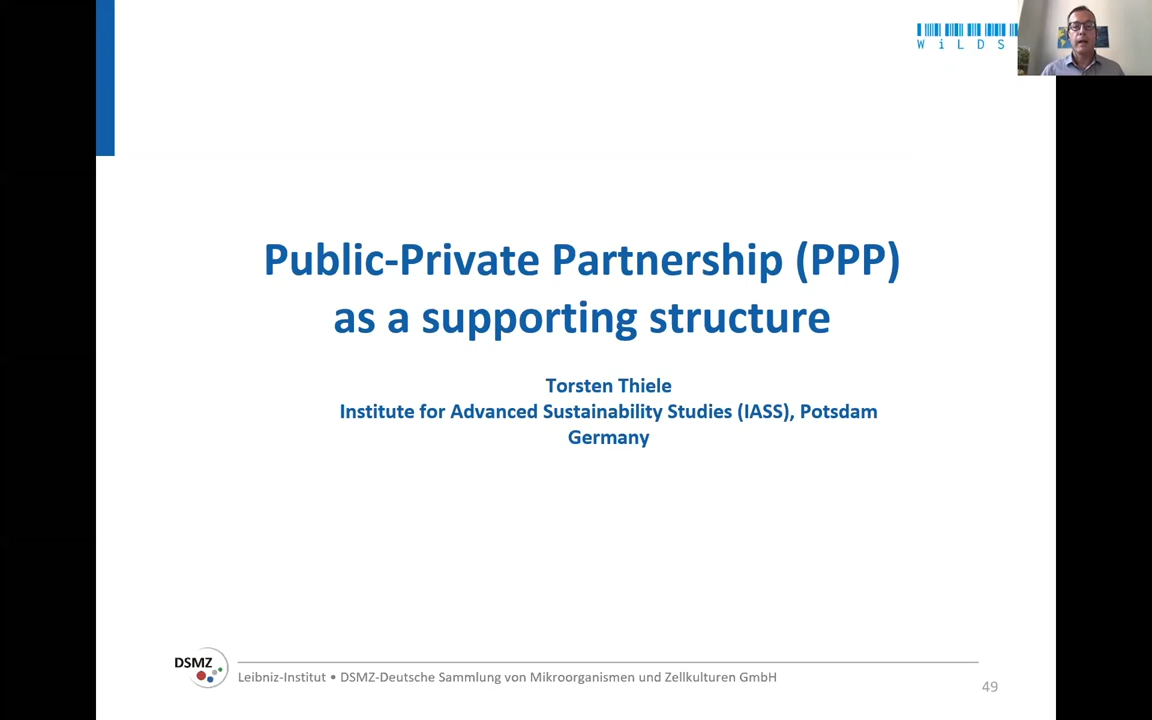 W i L D S
Public-Private Partnership (PPP)
as a supporting structure
Torsten Thiele
Institute for Advanced Sustainability Studies (IASS), Potsdam
Germany
DSMZ
Leibniz-Institut • DSMZ-Deutsche Sammlung von Mikroorganismen und Zellkulturen GmbH
49